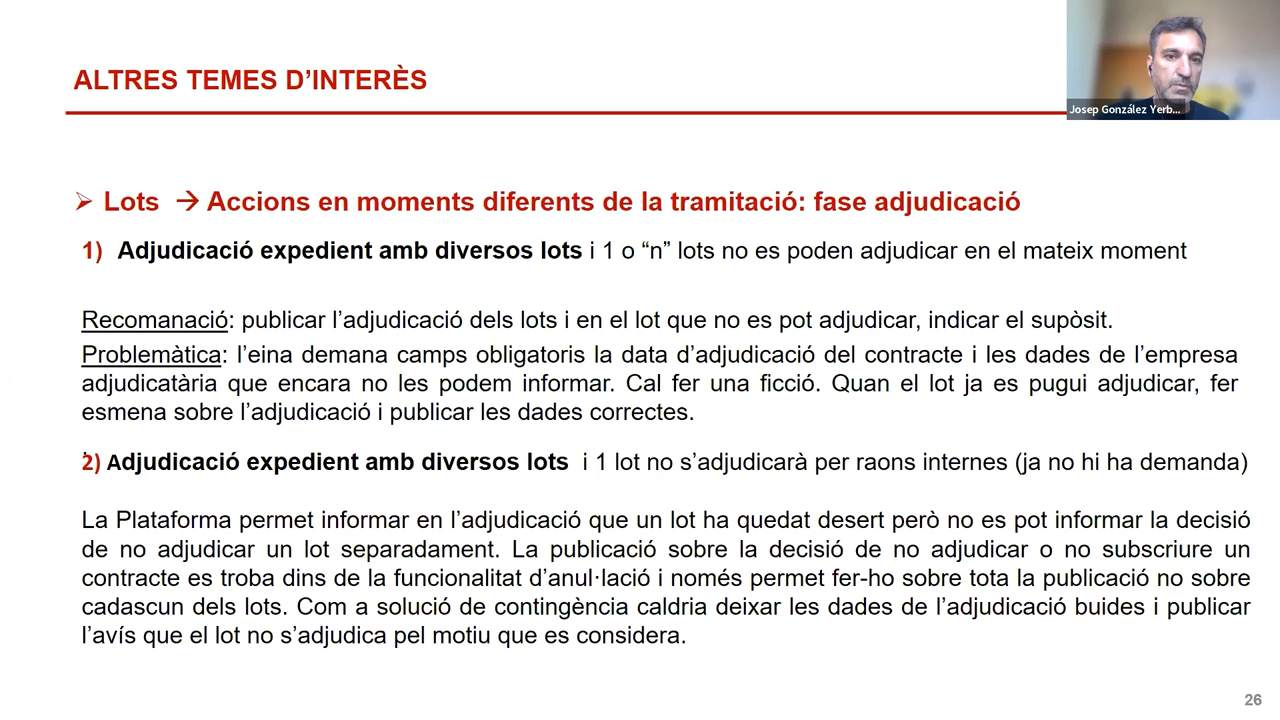 ALTRES TEMES D’INTERÈS
Josep González Yerb...
➢ Lots → Accions en moments diferents de la tramitació: fase adjudicació
1) Adjudicació expedient amb diversos lots i 1 o “n” lots no es poden adjudicar en el mateix moment
Recomanació: publicar l’adjudicació dels lots i en el lot que no es pot adjudicar, indicar el supòsit.
Problemàtica: l’eina demana camps obligatoris la data d’adjudicació del contracte i les dades de l’empresa
adjudicatària que encara no les podem informar. Cal fer una ficció. Quan el lot ja es pugui adjudicar, fer
esmena sobre l’adjudicació i publicar les dades correctes.
2) Adjudicació expedient amb diversos lots i 1 lot no s’adjudicarà per raons internes (ja no hi ha demanda)
La Plataforma permet informar en l’adjudicació que un lot ha quedat desert però no es pot informar la decisió
de no adjudicar un lot separadament. La publicació sobre la decisió de no adjudicar o no subscriure un
contracte es troba dins de la funcionalitat d’anul·lació i només permet fer-ho sobre tota la publicació no sobre
cadascun dels lots. Com a solució de contingència caldria deixar les dades de l’adjudicació buides i publicar
l’avís que el lot no s’adjudica pel motiu que es considera.
26